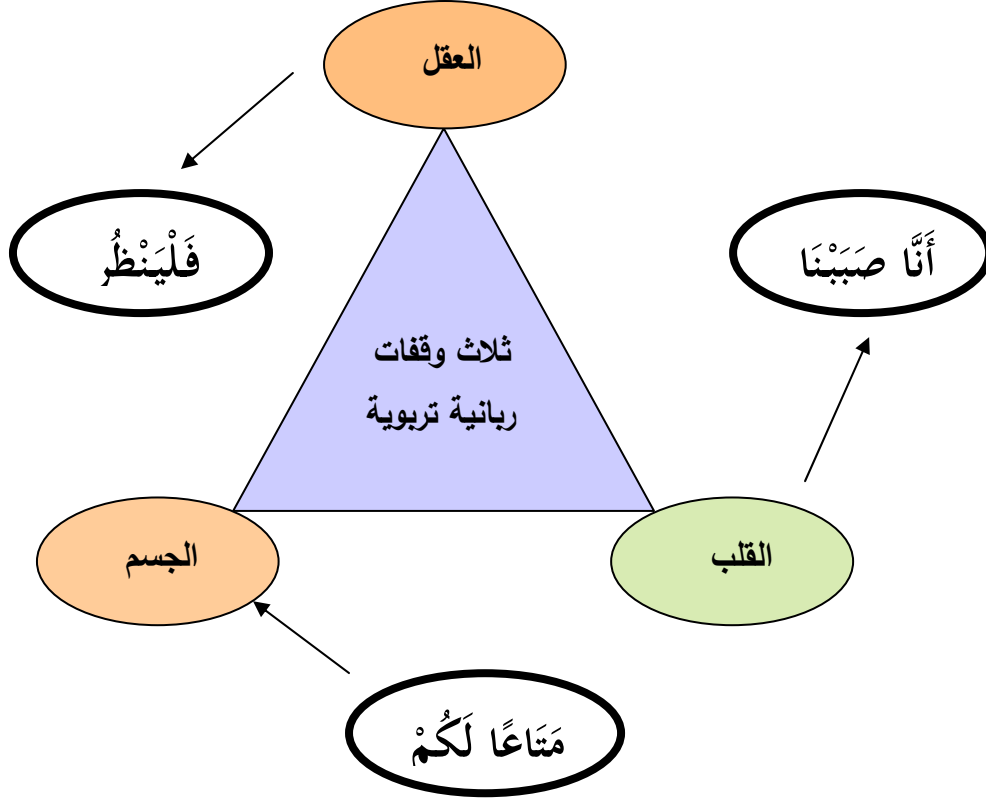 العقل
أَنَّا صَبَبْنَا
فَلْيَنْظُرِ
ثلاث وقفات
ربانية تربوية
القلب
الجسم
مَتَاعًا لَكُمْ